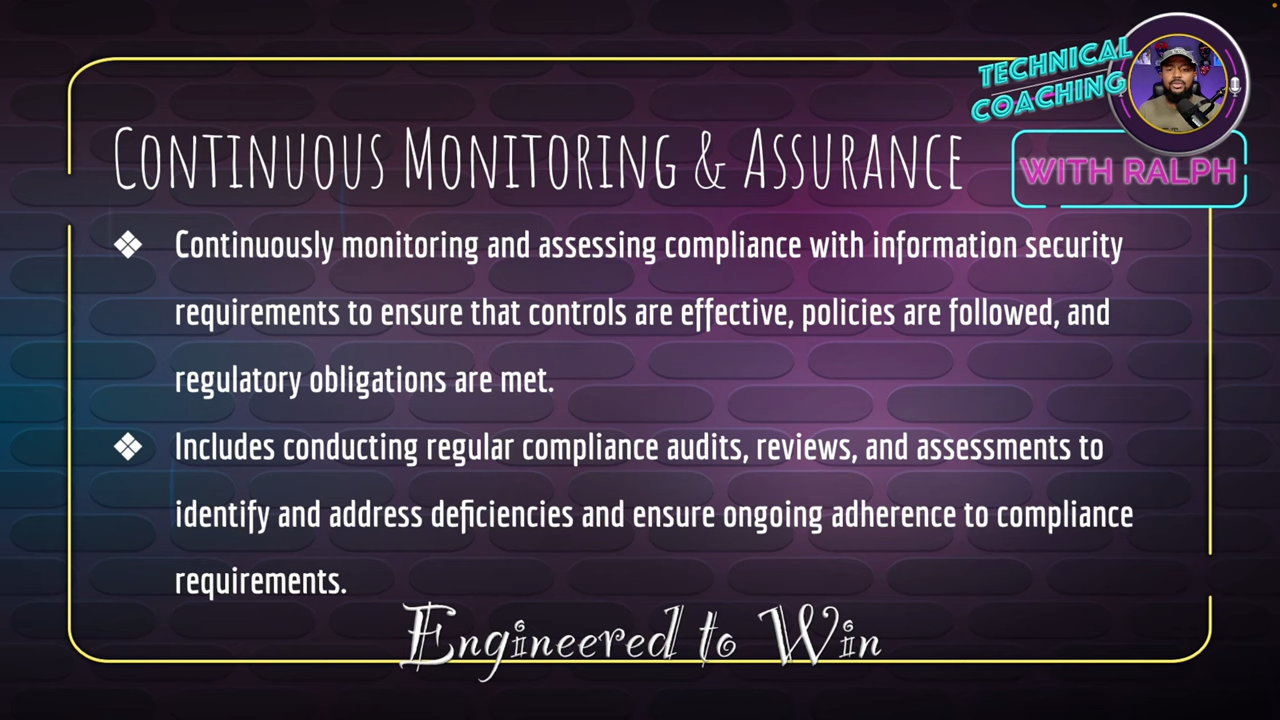 TECHNICAL
COACHING
WITH RALPH
Continuous Monitoring & Assurance
❖ Continuously monitoring and assessing compliance with information security
requirements to ensure that controls are effective, policies are followed, and
regulatory obligations are met.
❖ Includes conducting regular compliance audits, reviews, and assessments to
identify and address deficiencies and ensure ongoing adherence to compliance
requirements.
Engineered to Win